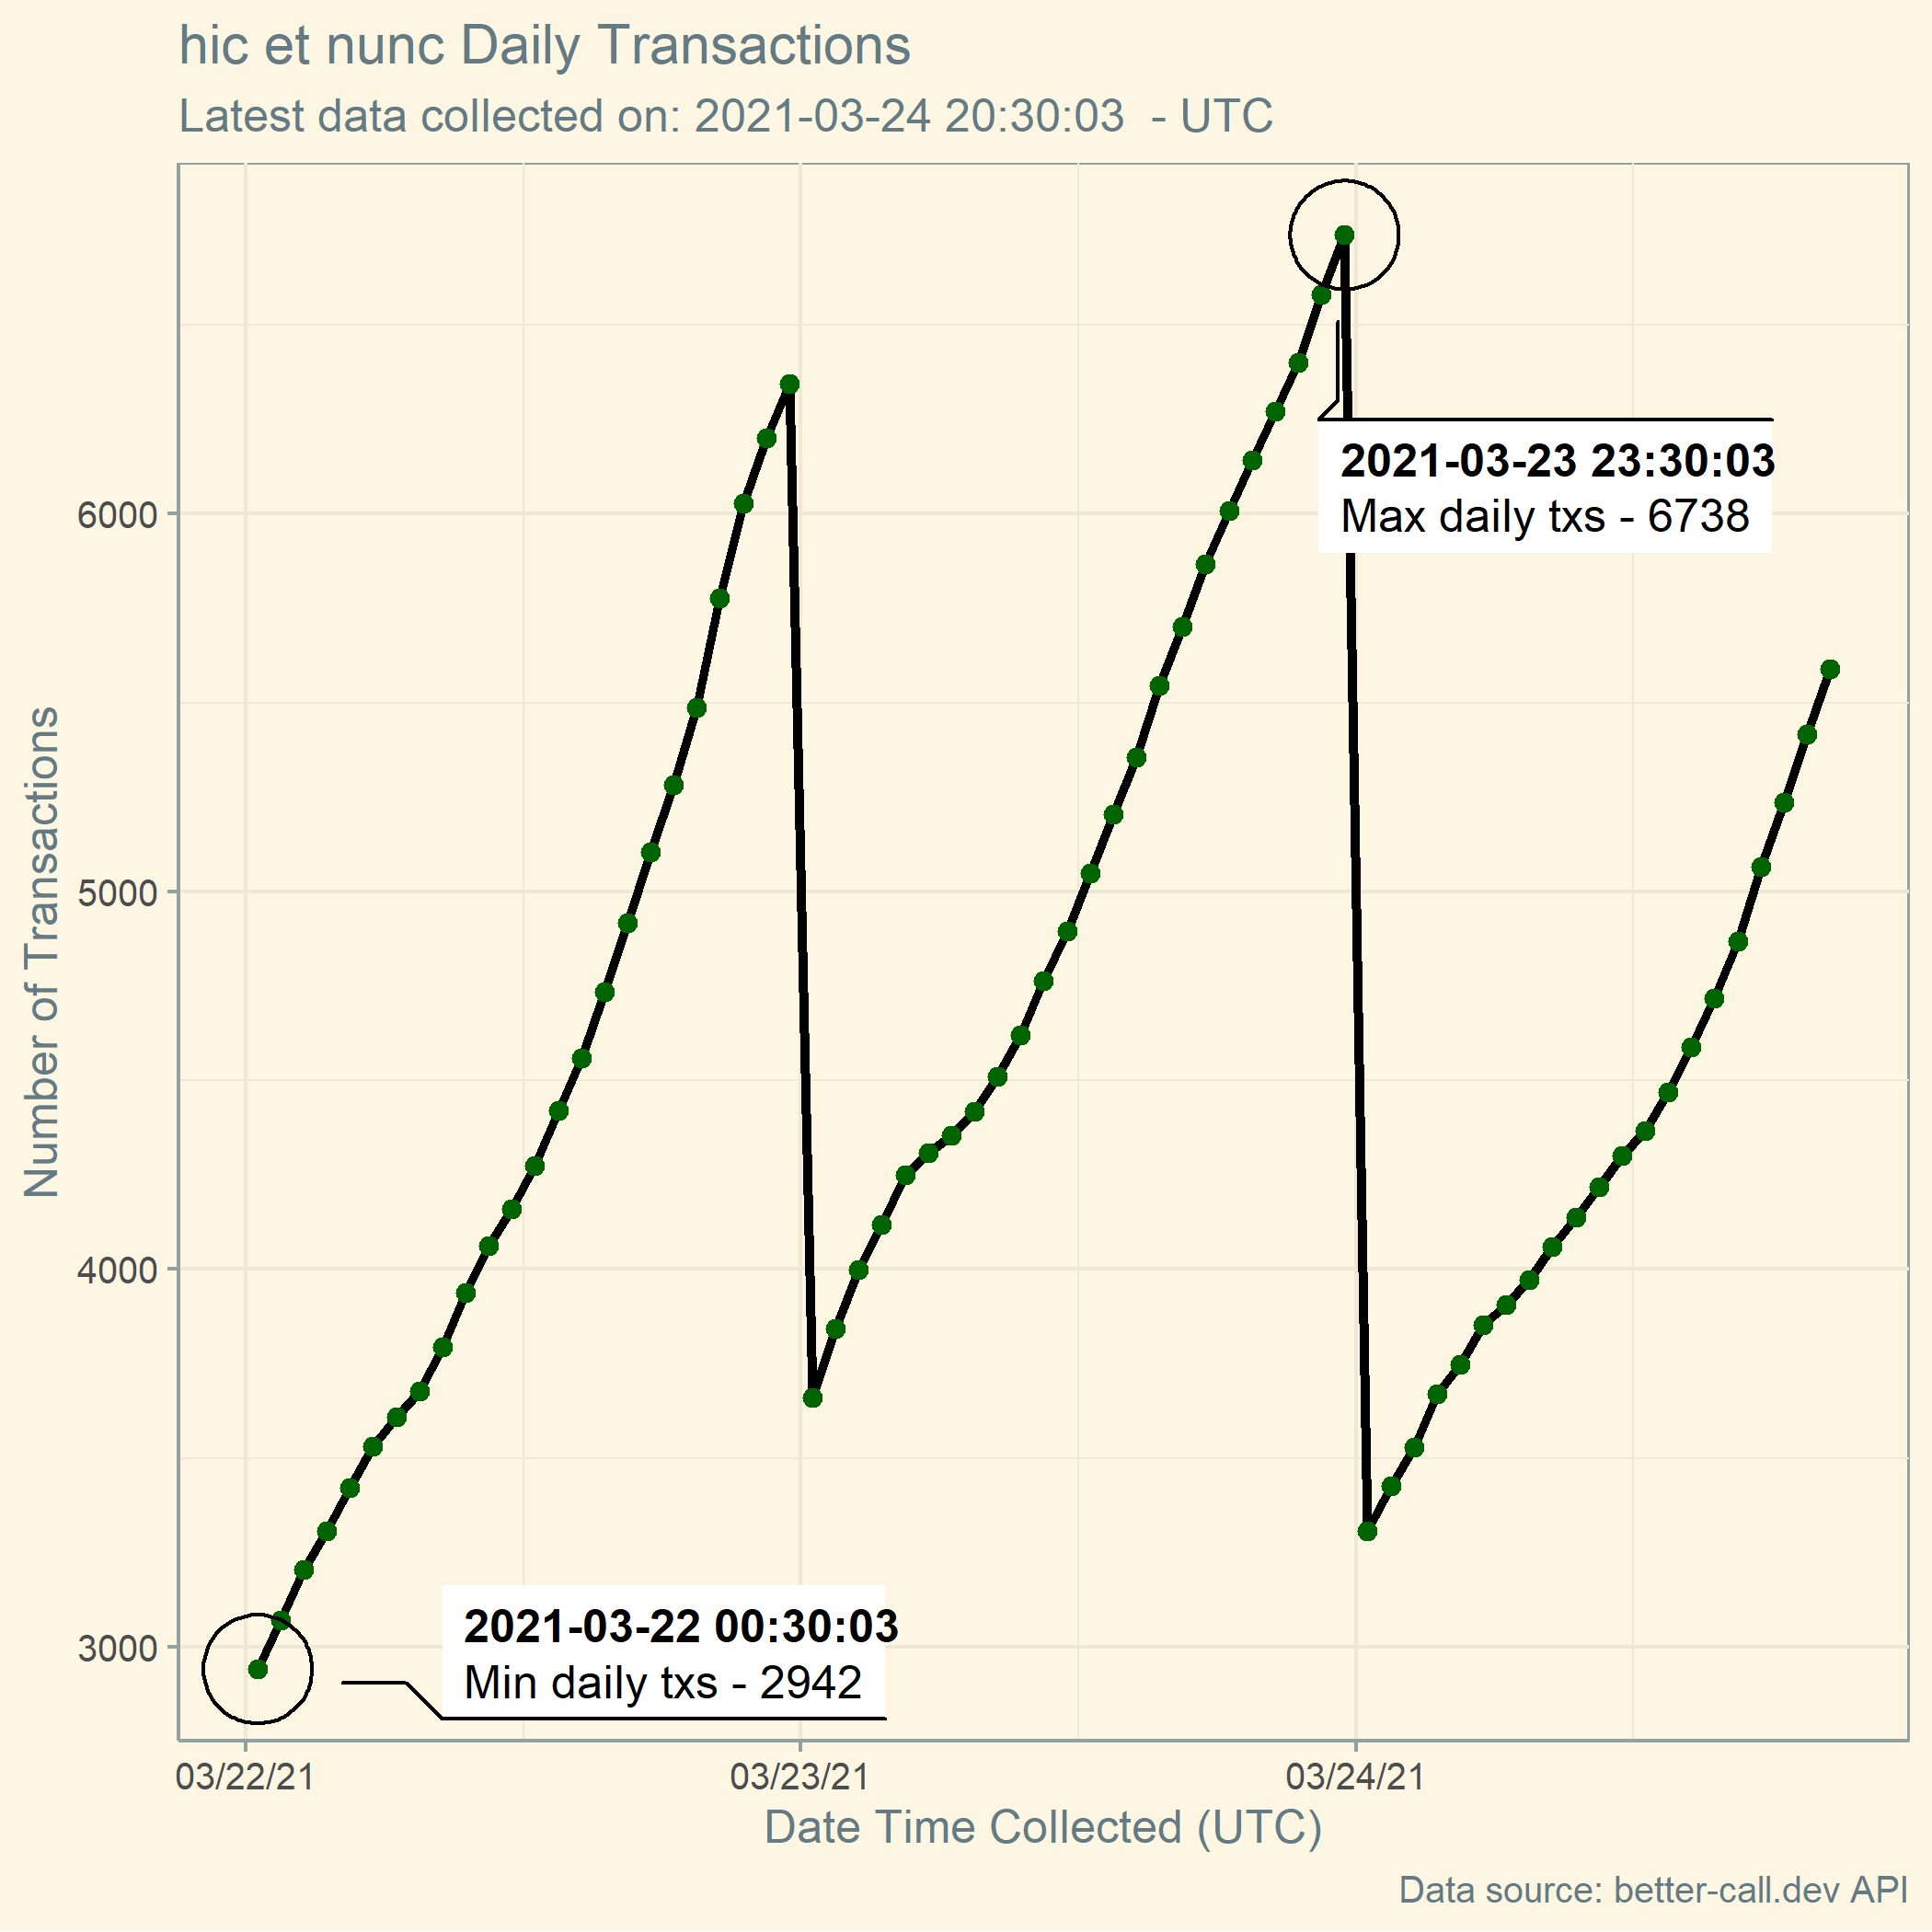 hic et nunc Daily Transactions
Latest data collected on: 2021-03-24 20:30:03  - UTC
Number of Transactions
6000
5000
4000
3000
2021-03-23 23:30:03
Max daily txs - 6738
2021-03-22 00:30:03
Min daily txs - 2942
03/22/21
03/23/21
03/24/21
Date Time Collected (UTC)
Data source: better-call.dev API